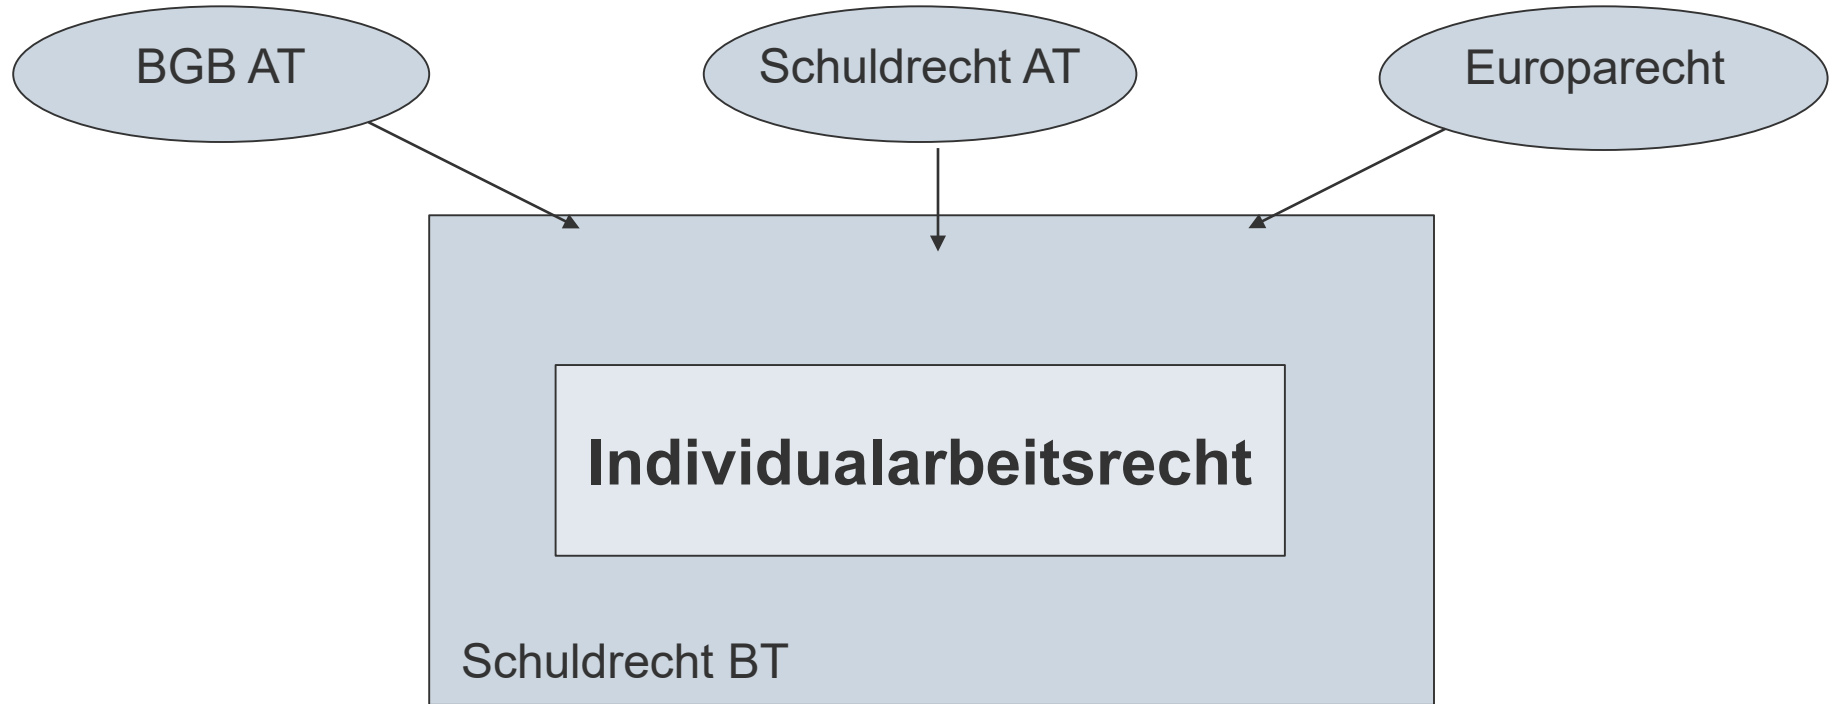 BGB AT
Schuldrecht AT
Europarecht
Individualarbeitsrecht
Schuldrecht BT